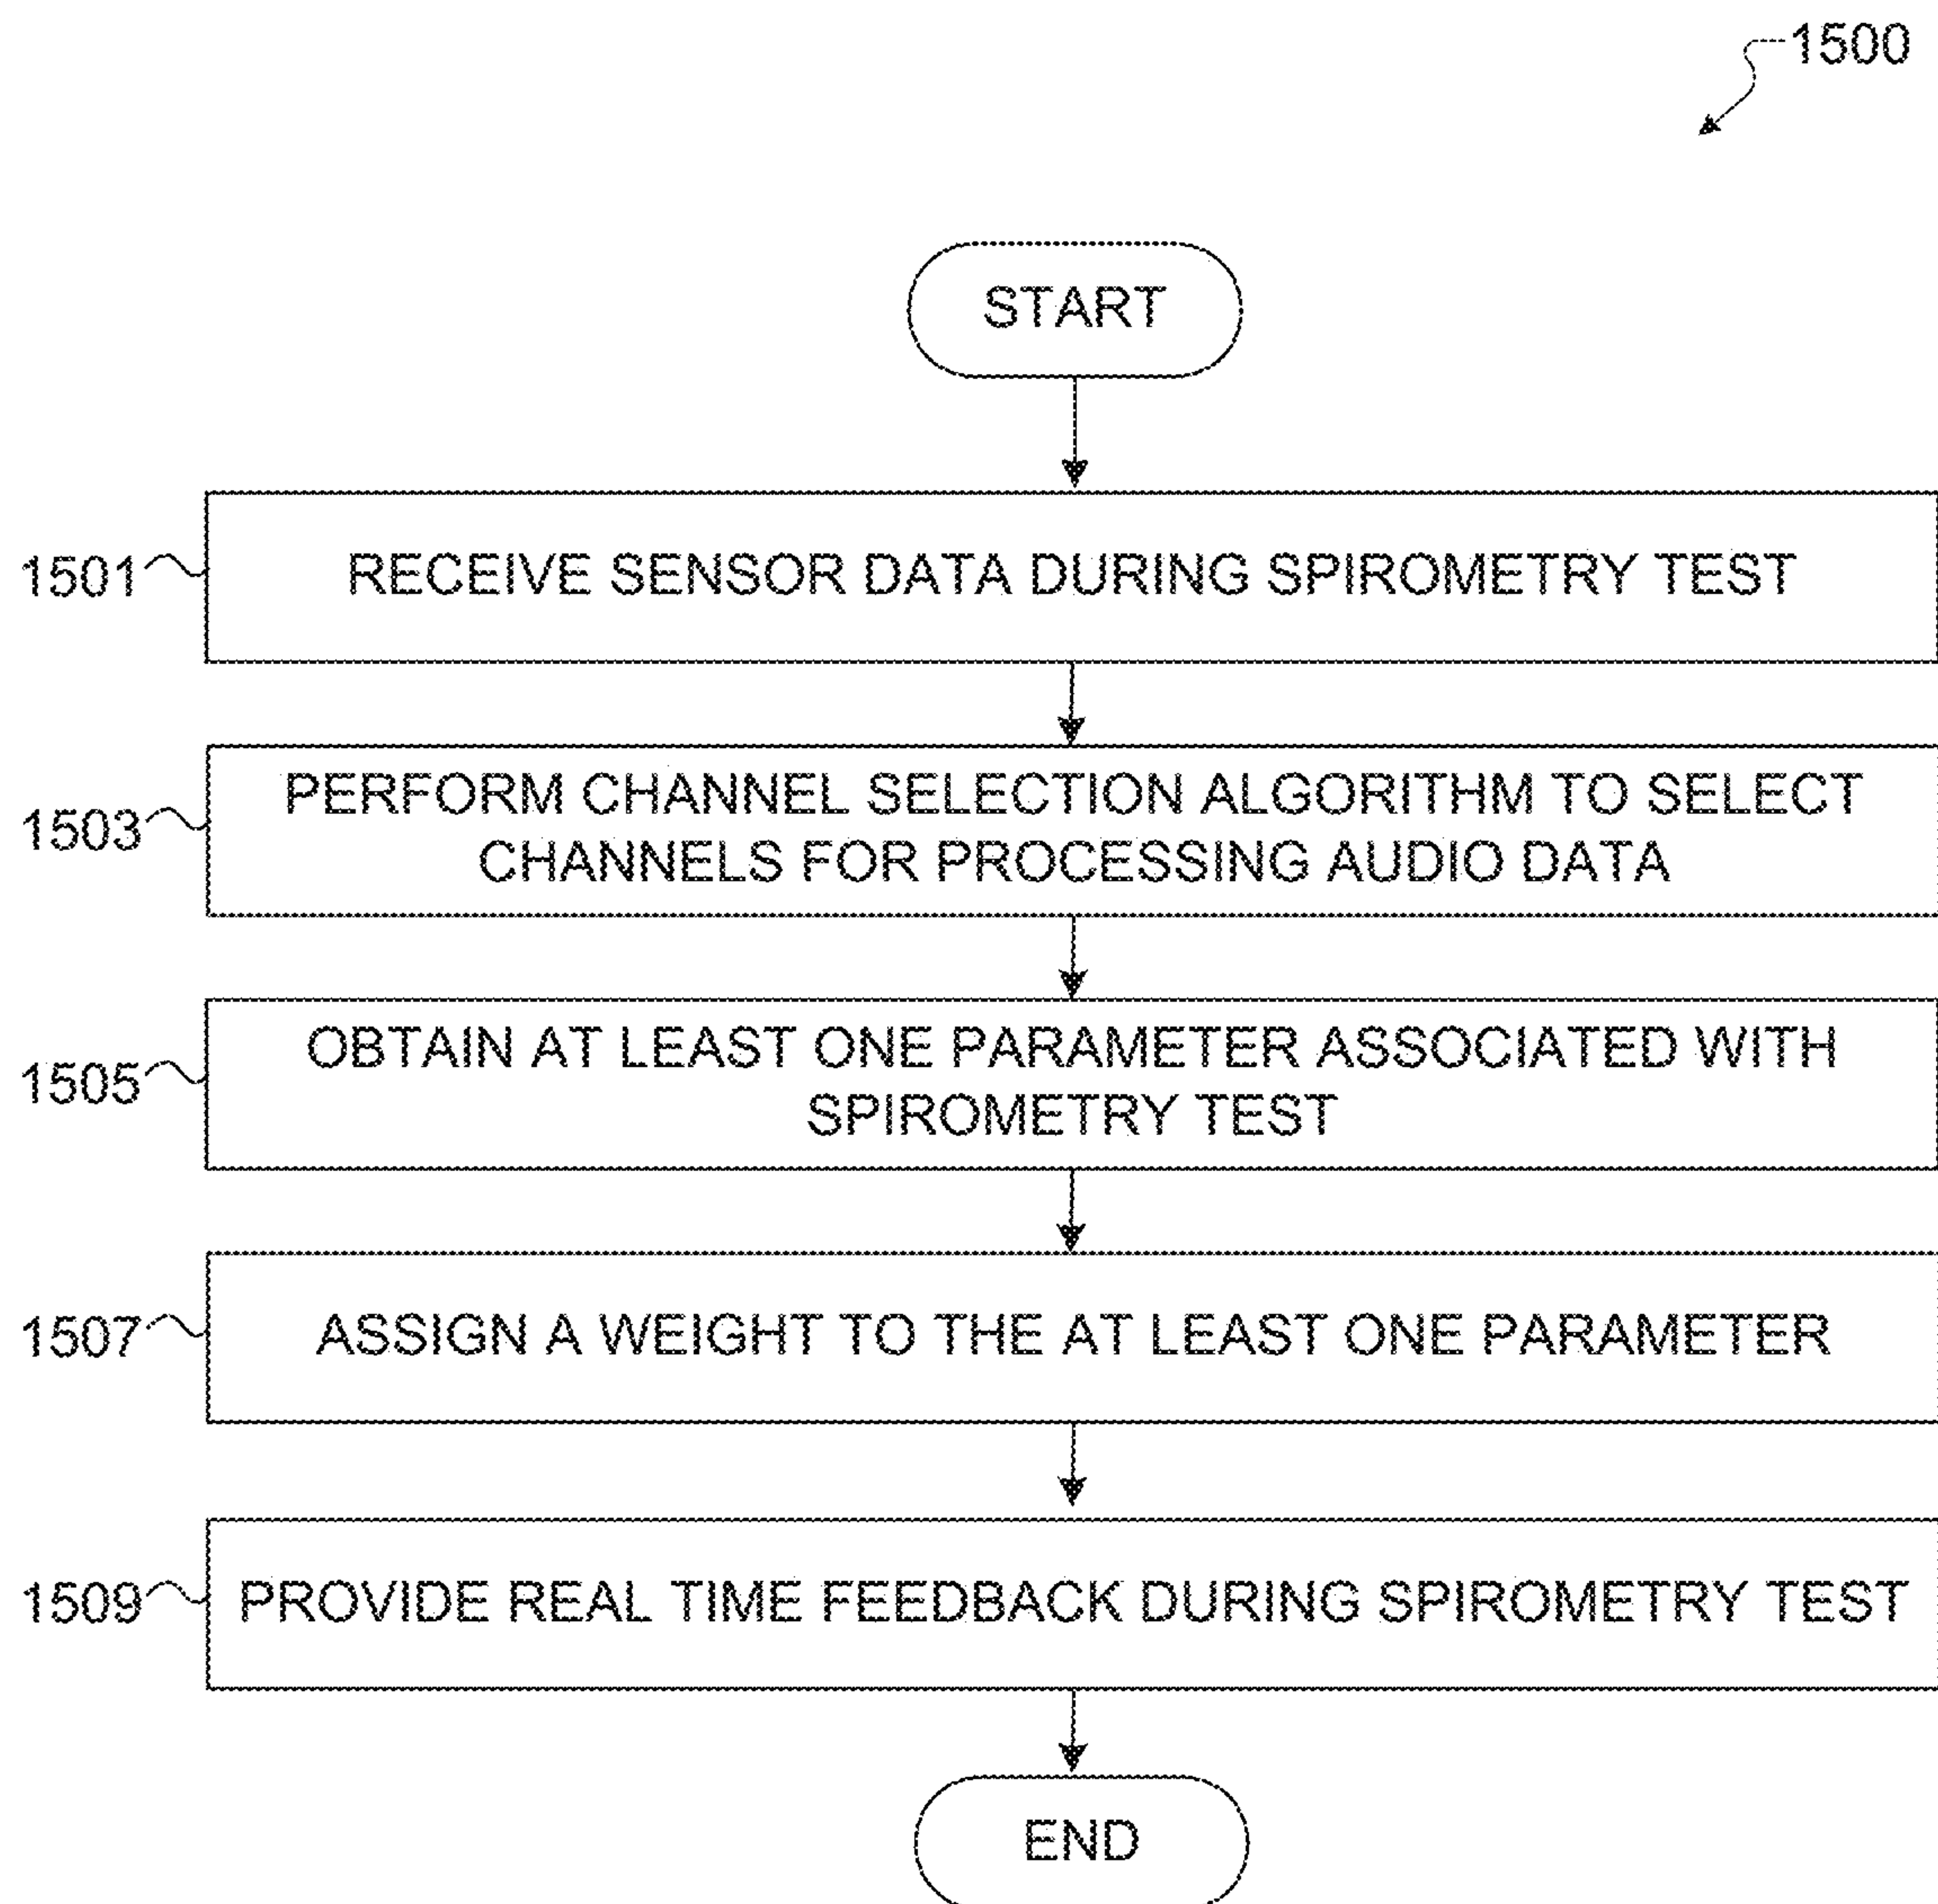 1500
START
1501
RECEIVE SENSOR DATA DURING SPIROMETRY TEST
1503
PERFORM CHANNEL SELECTION ALGORITHM TO SELECT
CHANNELS FOR PROCESSING AUDIO DATA
1505
OBTAIN AT LEAST ONE PARAMETER ASSOCIATED WITH
SPIROMETRY TEST
1507
ASSIGN A WEIGHT TO THE AT LEAST ONE PARAMETER
1509
PROVIDE REAL TIME FEEDBACK DURING SPIROMETRY TEST
END